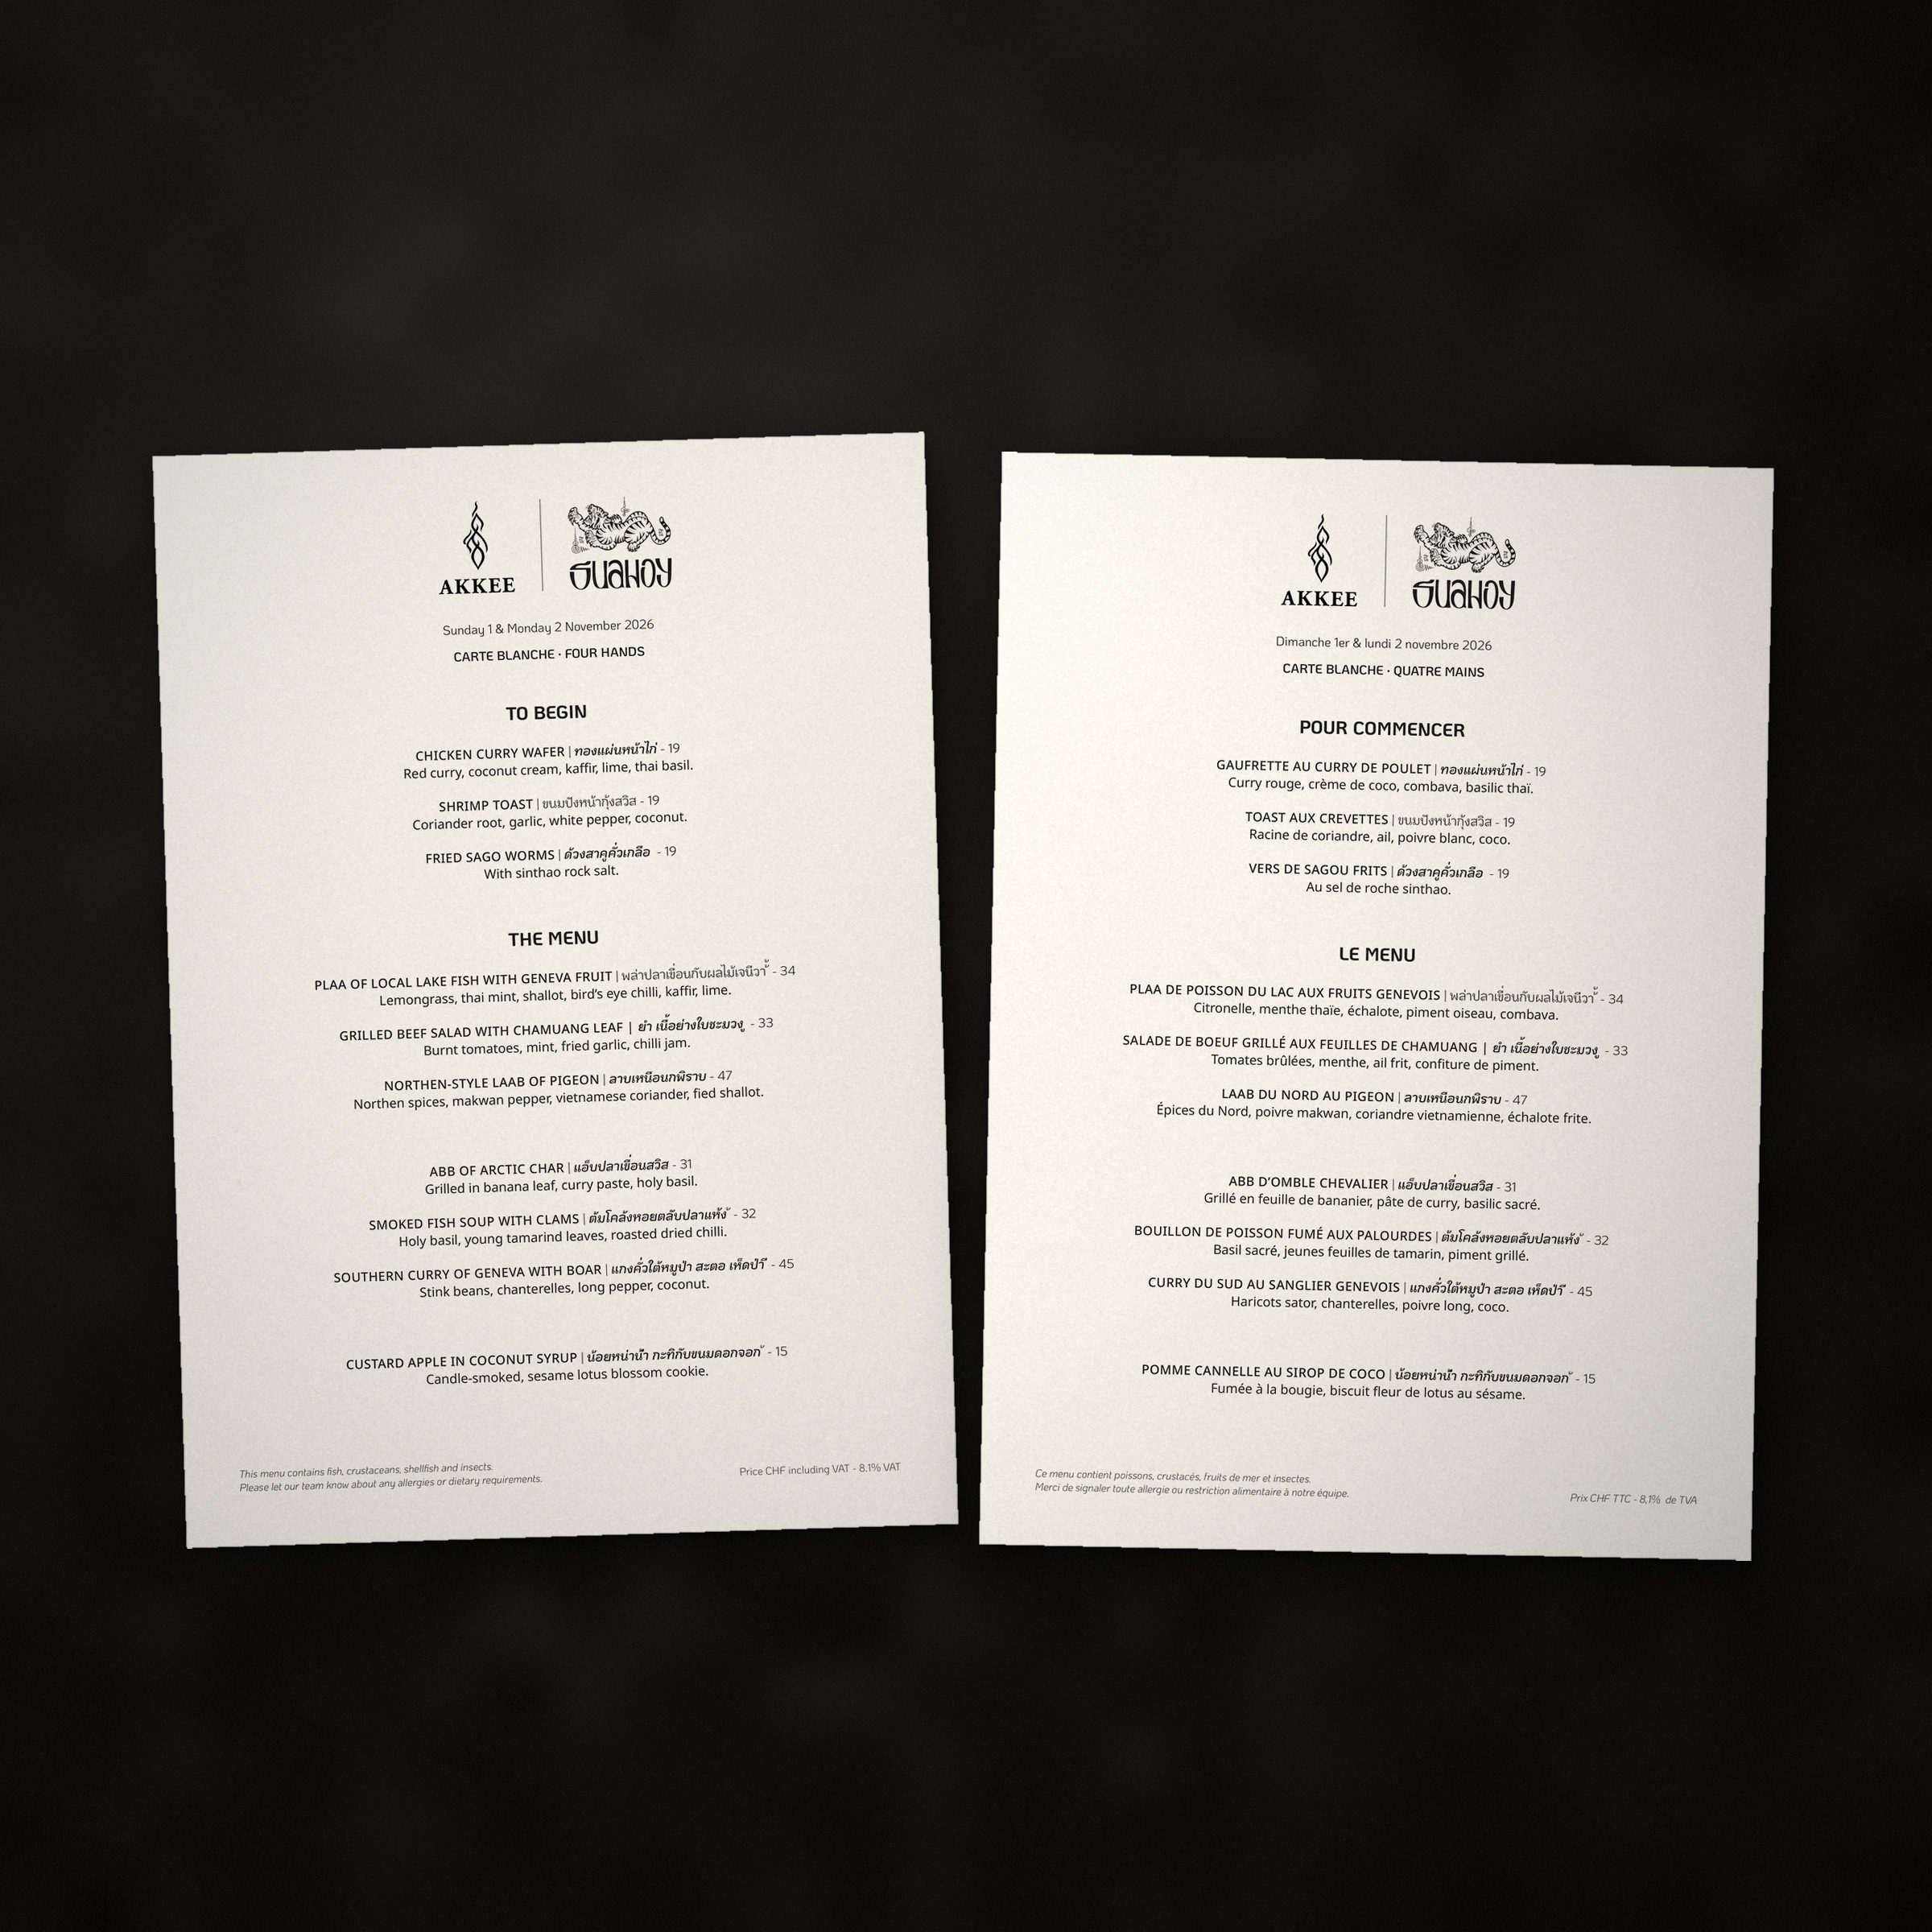 AKKEE
ฉUaHOY
Sunday 1 & Monday 2 November 2026
CARTE BLANCHE · FOUR HANDS
TO BEGIN
CHICKEN CURRY WAFER | ทองแผ่นหน้าไก่ - 19
Red curry, coconut cream, kaffir, lime, thai basil.
SHRIMP TOAST | ขนมปังหน้ากุ้งสวิส - 19
Coriander root, garlic, white pepper, coconut.
FRIED SAGO WORMS | ด้วงสาคูคั่วเกลือ - 19
With sinthao rock salt.
THE MENU
PLAA OF LOCAL LAKE FISH WITH GENEVA FRUIT | พล่าปลาเขื่อนกับผลไม้เจนีวา - 34
Lemongrass, thai mint, shallot, bird’s eye chilli, kaffir, lime.
GRILLED BEEF SALAD WITH CHAMUANG LEAF | ยำ เนื้อย่างใบชะมวงู - 33
Burnt tomatoes, mint, fried garlic, chilli jam.
NORTHEN-STYLE LAAB OF PIGEON | ลาบเหนือนกพิราบ - 47
Northen spices, makwan pepper, vietnamese coriander, fied shallot.
ABB OF ARCTIC CHAR | แอ็บปลาเขื่อนสวิส - 31
Grilled in banana leaf, curry paste, holy basil.
SMOKED FISH SOUP WITH CLAMS | ต้มโคล้งหอยตลับปลาแห้ง - 32
Holy basil, young tamarind leaves, roasted dried chilli.
SOUTHERN CURRY OF GENEVA WITH BOAR | แกงคั่วใต้หมูป่า สะตอ เห็ดป่า - 45
Stink beans, chanterelles, long pepper, coconut.
CUSTARD APPLE IN COCONUT SYRUP | น้อยหน่าน้ำ กะทิกับขนมดอกจอก - 15
Candle-smoked, sesame lotus blossom cookie.
This menu contains fish, crustaceans, shellfish and insects.
Please let our team know about any allergies or dietary requirements.
Price CHF including VAT - 8.1% VAT
AKKEE
ฉUaHOY
Dimanche 1er & lundi 2 novembre 2026
CARTE BLANCHE · QUATRE MAINS
POUR COMMENCER
GAUFRETTE AU CURRY DE POULET | ทองแผ่นหน้าไก่ - 19
Curry rouge, crème de coco, combava, basilic thaï.
TOAST AUX CREVETTES | ขนมปังหน้ากุ้งสวิส - 19
Racine de coriandre, ail, poivre blanc, coco.
VERS DE SAGOU FRITS | ด้วงสาคูคั่วเกลือ - 19
Au sel de roche sinthao.
LE MENU
PLAA DE POISSON DU LAC AUX FRUITS GENEVOIS | พล่าปลาเขื่อนกับผลไม้เจนีวา - 34
Citronelle, menthe thaïe, échalote, piment oiseau, combava.
SALADE DE BOEUF GRILLÉ AUX FEUILLES DE CHAMUANG | ยำ เนื้อย่างใบชะมวงู - 33
Tomates brûlées, menthe, ail frit, confiture de piment.
LAAB DU NORD AU PIGEON | ลาบเหนือนกพิราบ - 47
Épices du Nord, poivre makwan, coriandre vietnamienne, échalote frite.
ABB D’OMBLE CHEVALIER | แอ็บปลาเขื่อนสวิส - 31
Grillé en feuille de bananier, pâte de curry, basilic sacré.
BOUILLON DE POISSON FUMÉ AUX PALOURDES | ต้มโคล้งหอยตลับปลาแห้ง - 32
Basil sacré, jeunes feuilles de tamarin, piment grillé.
CURRY DU SUD AU SANGLIER GENEVOIS | แกงคั่วใต้หมูป่า สะตอ เห็ดป่า - 45
Haricots sator, chanterelles, poivre long, coco.
POMME CANNELLE AU SIROP DE COCO | น้อยหน่าน้ำ กะทิกับขนมดอกจอก - 15
Fumée à la bougie, biscuit fleur de lotus au sésame.
Ce menu contient poissons, crustacés, fruits de mer et insectes.
Merci de signaler toute allergie ou restriction alimentaire à notre équipe.
Prix CHF TTC - 8,1% de TVA